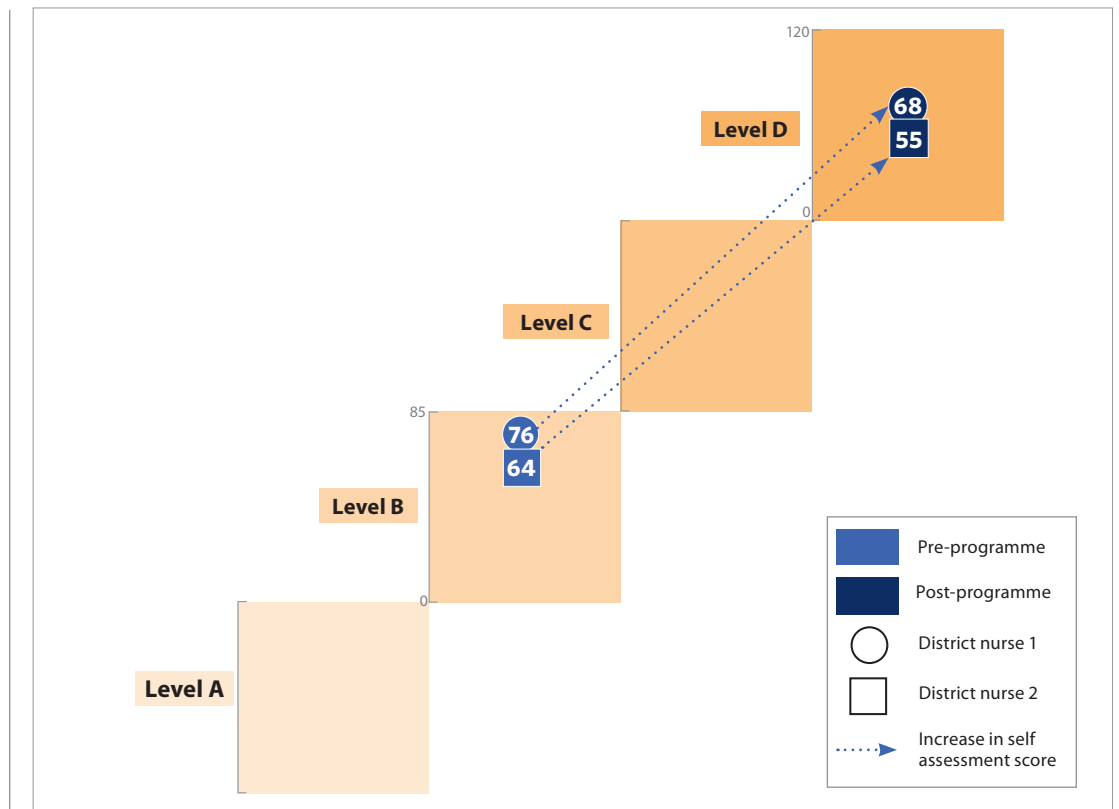 120
68
Level D
55
0
Level C
85
76
64
Level B
0
Level A
Pre-programme
Post-programme
District nurse 1
District nurse 2
Increase in self
assessment score